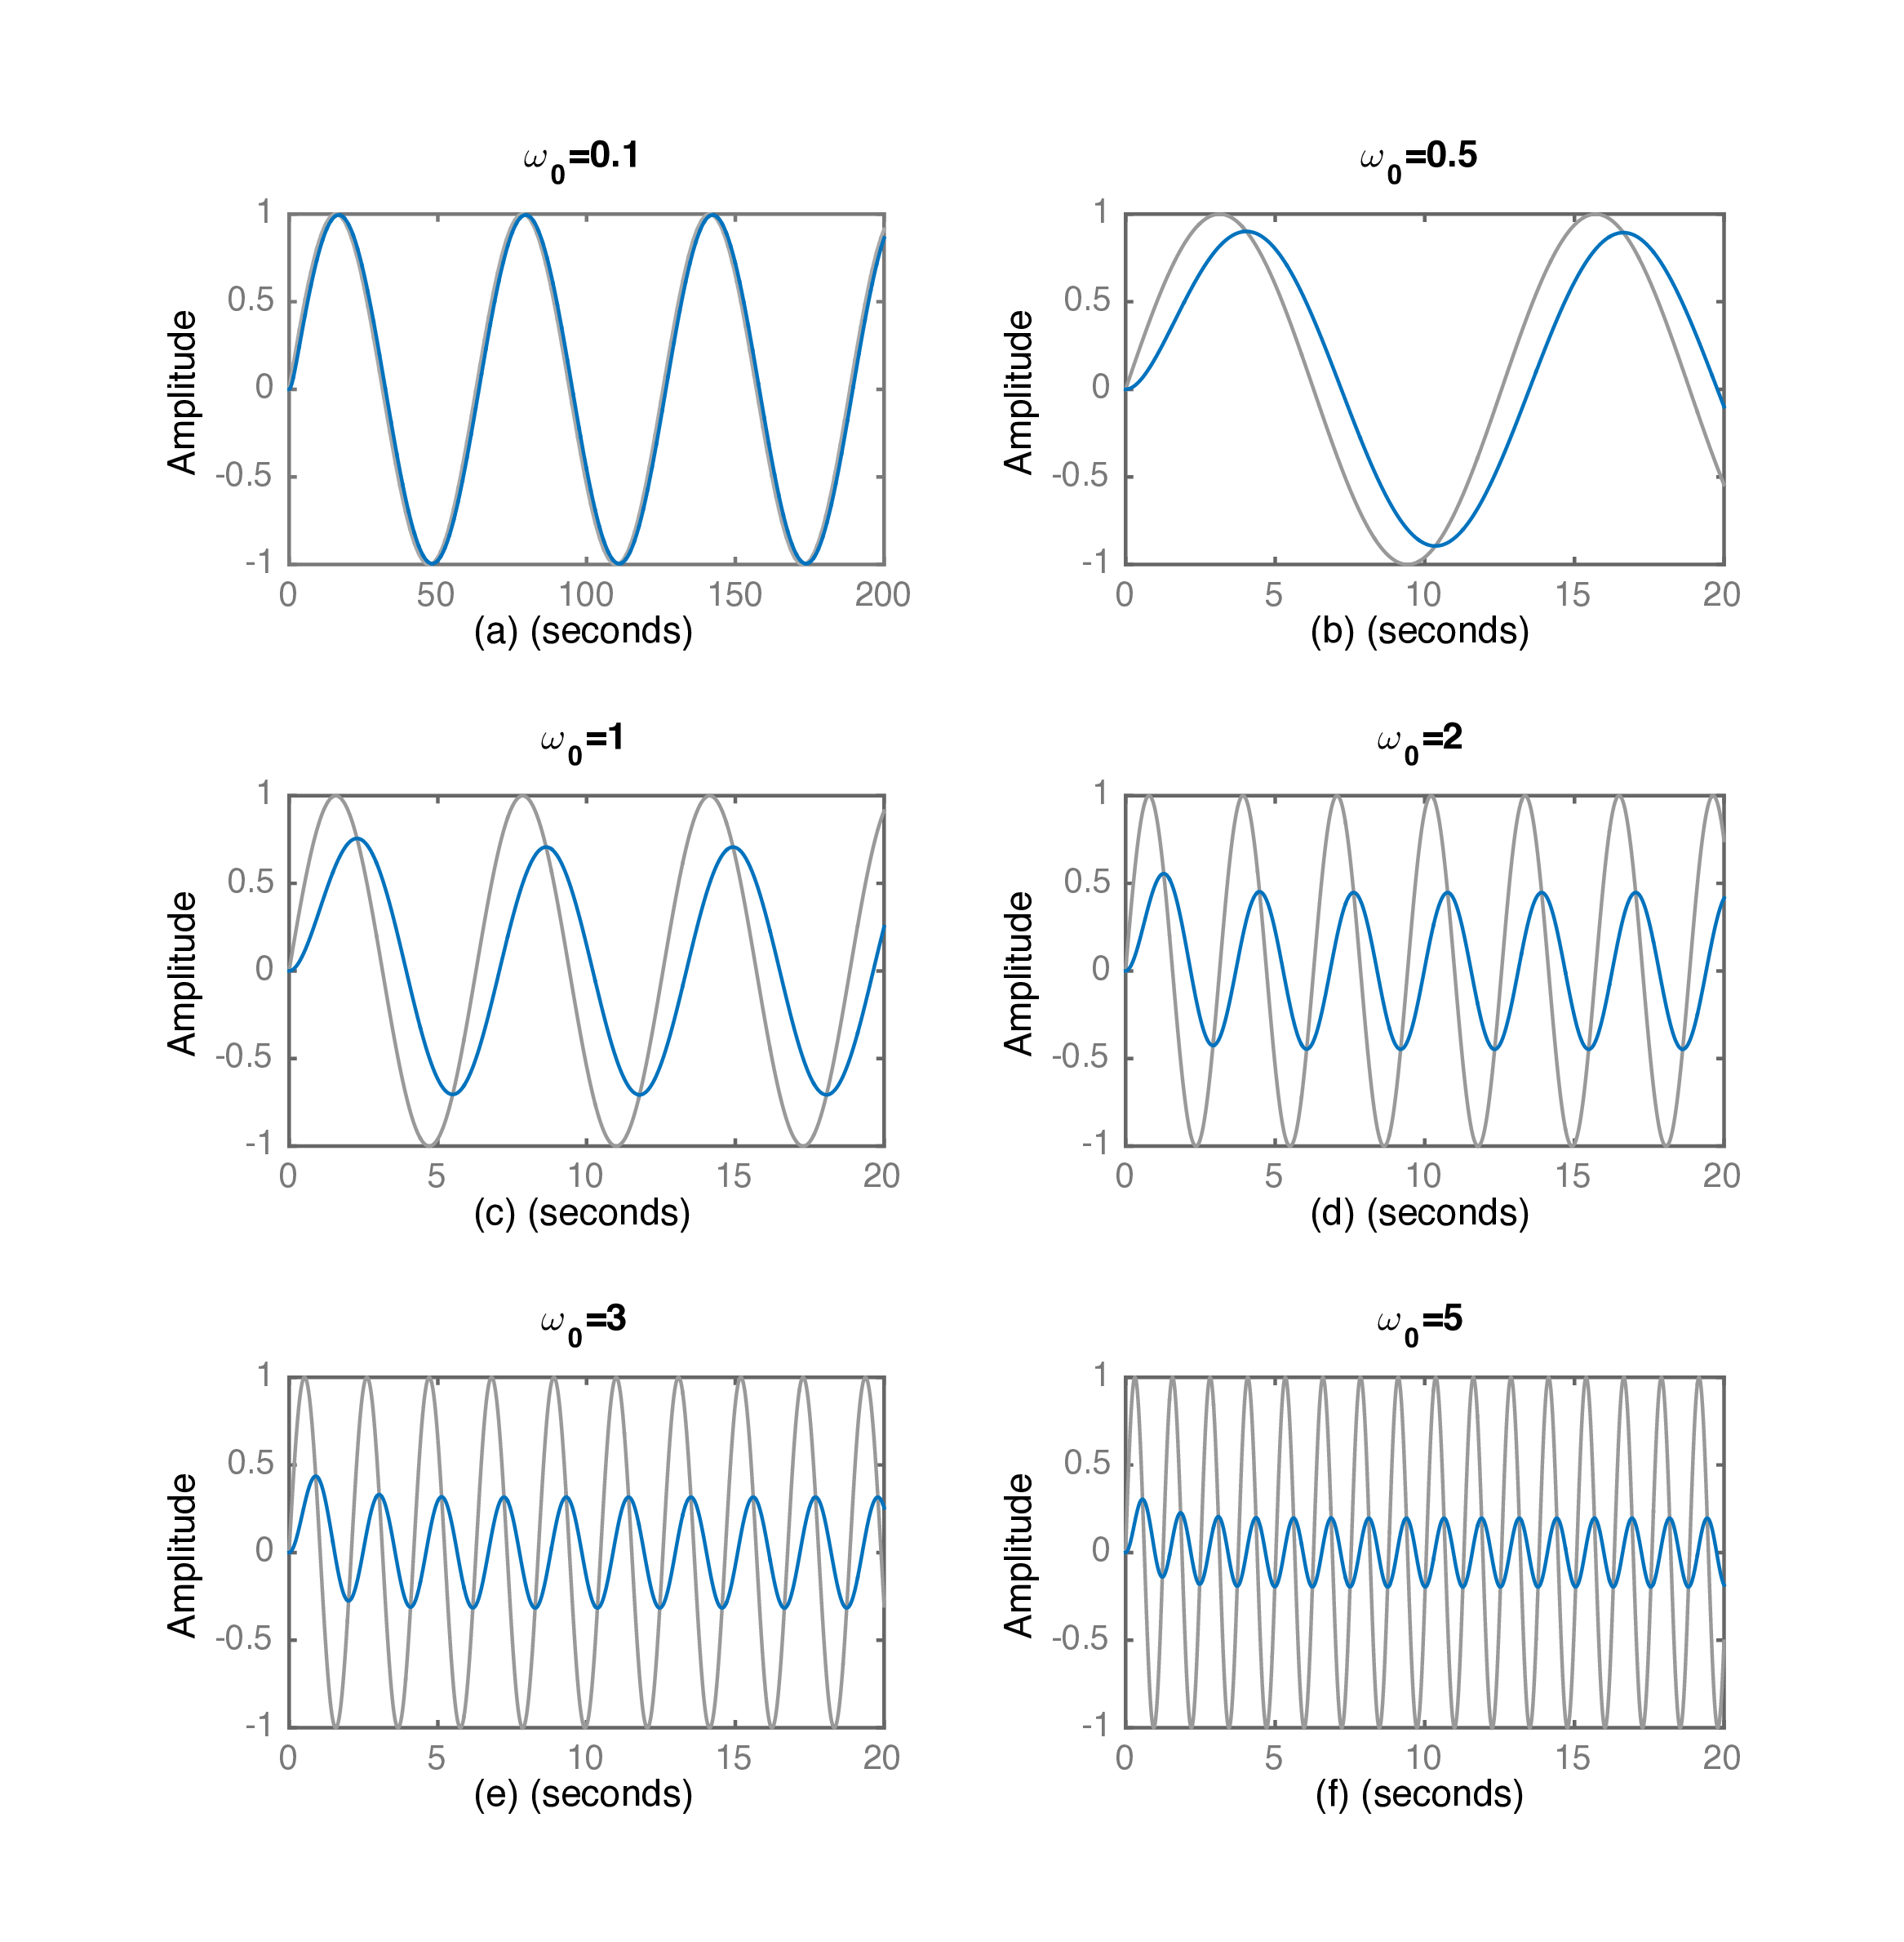 ω0=0.1
1
0.5
0
-0.5
-1
Amplitude
0 50 100 150 200
(a) (seconds)
ω0=0.5
1
0.5
0
-0.5
-1
Amplitude
0 5 10 15 20
(b) (seconds)
ω0=1
1
0.5
0
-0.5
-1
Amplitude
0 5 10 15 20
(c) (seconds)
ω0=2
1
0.5
0
-0.5
-1
Amplitude
0 5 10 15 20
(d) (seconds)
ω0=3
1
0.5
0
-0.5
-1
Amplitude
0 5 10 15 20
(e) (seconds)
ω0=5
1
0.5
0
-0.5
-1
Amplitude
0 5 10 15 20
(f) (seconds)